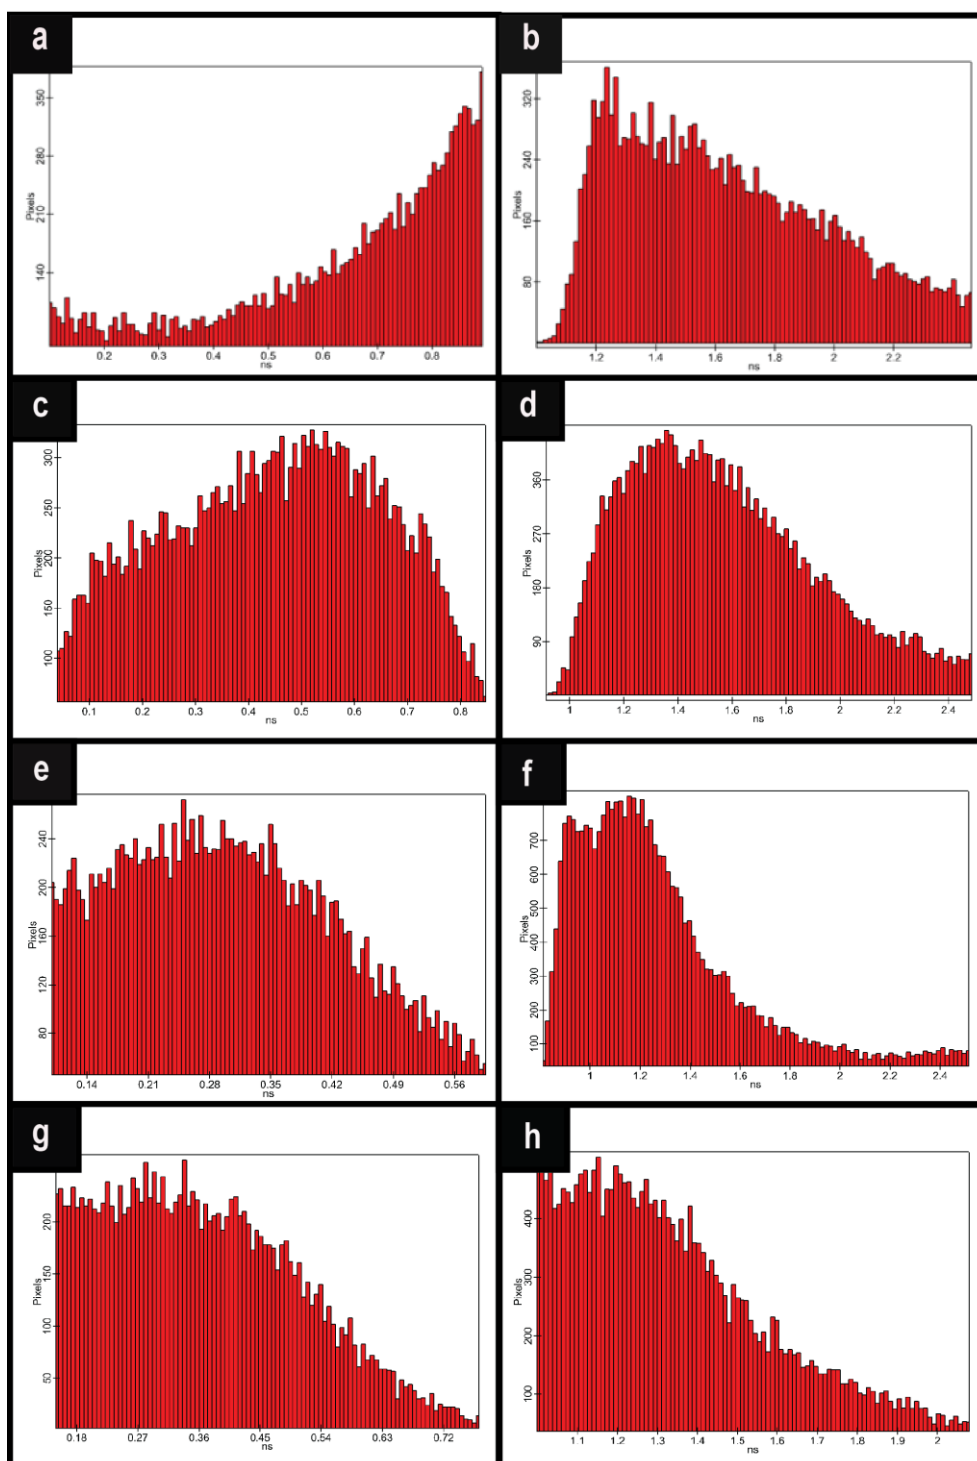 a
350
280
210
140
Pixels
0.2 0.3 0.4 0.5 0.6 0.7 0.8
ns
b
320
240
160
80
Pixels
1.2 1.4 1.6 1.8 2 2.2
ns
c
300
250
200
150
100
Pixels
0.1 0.2 0.3 0.4 0.5 0.6 0.7 0.8
ns
d
360
270
180
90
Pixels
1 1.2 1.4 1.6 1.8 2 2.2 2.4
ns
e
240
200
160
120
80
Pixels
0.14 0.21 0.28 0.35 0.42 0.49 0.56
ns
f
700
600
500
400
300
200
100
Pixels
1 1.2 1.4 1.6 1.8 2 2.2 2.4
ns
g
200
150
100
50
Pixels
0.18 0.27 0.36 0.45 0.54 0.63 0.72
ns
h
400
300
200
100
Pixels
1.1 1.2 1.3 1.4 1.5 1.6 1.7 1.8 1.9 2
ns